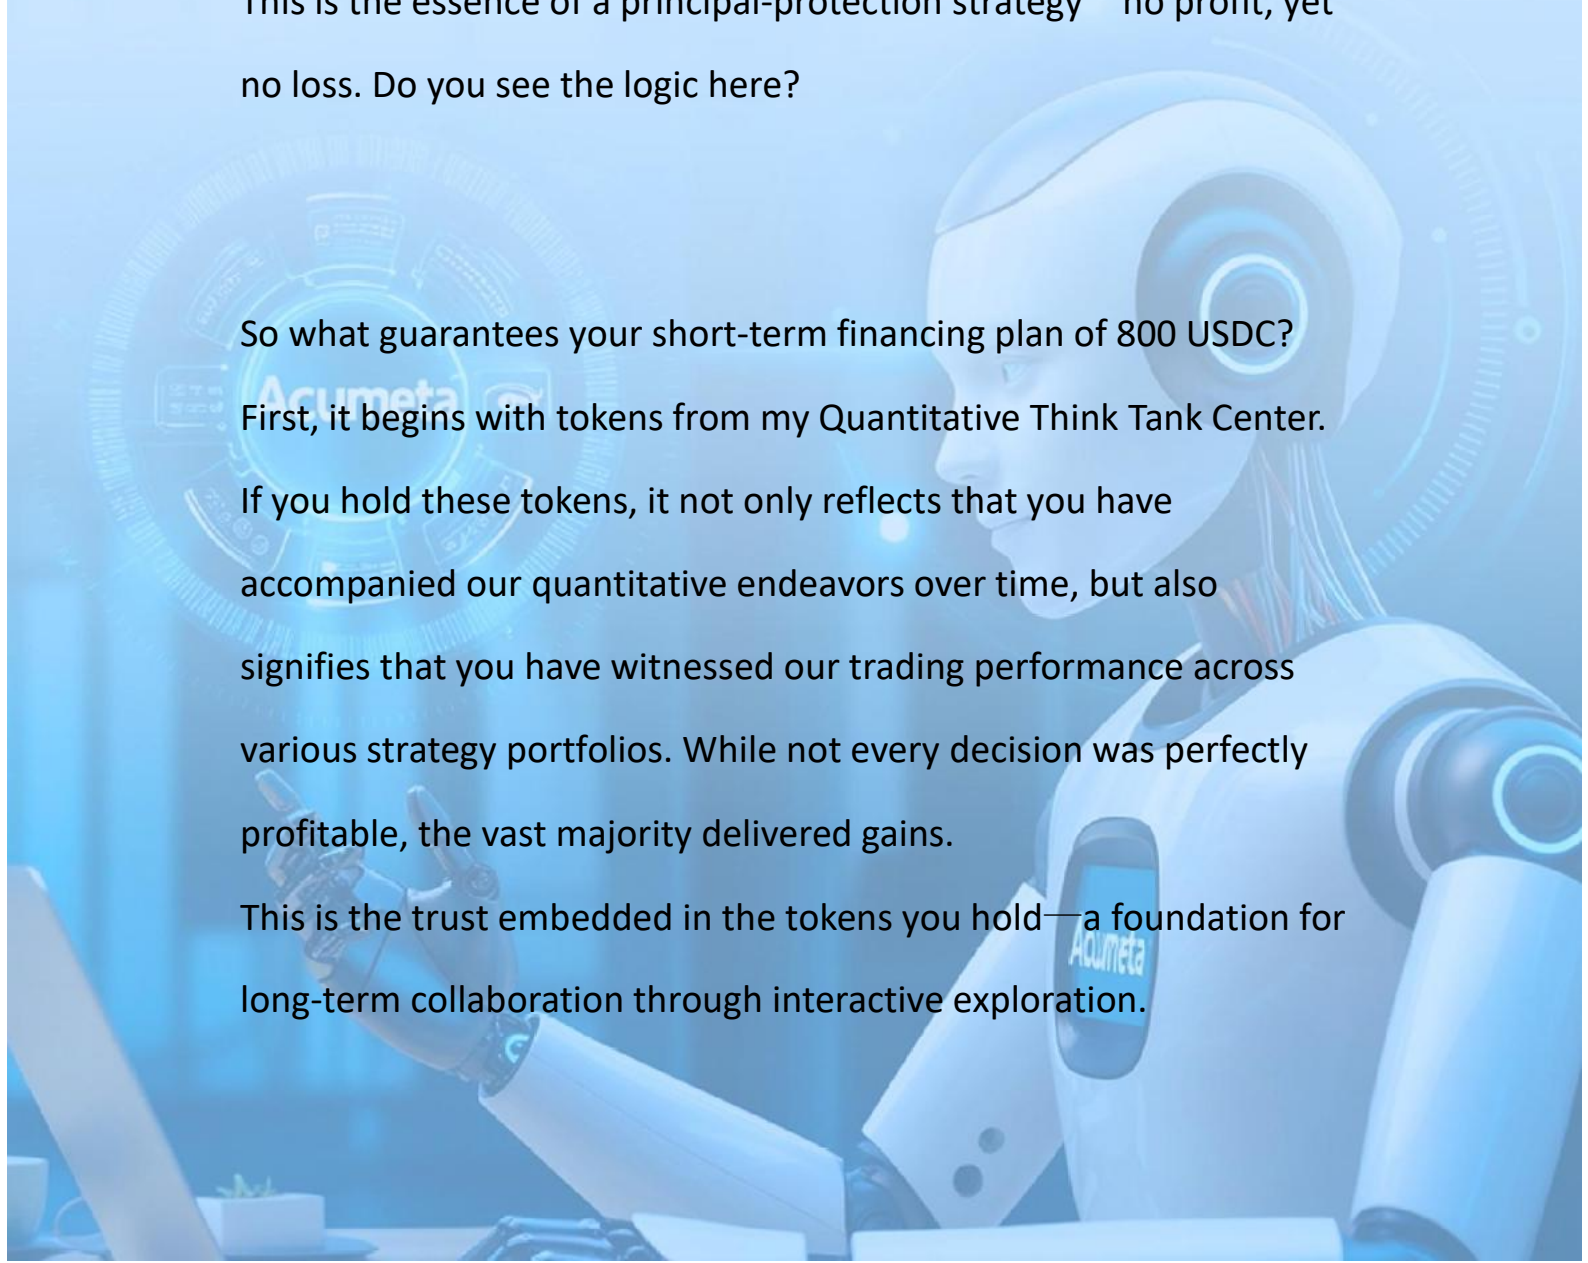 This is the essence of a principal-protection strategy—no profit, yet
no loss. Do you see the logic here?
So what guarantees your short-term financing plan of 800 USDC?
Acumeta
First, it begins with tokens from my Quantitative Think Tank Center.
If you hold these tokens, it not only reflects that you have
accompanied our quantitative endeavors over time, but also
signifies that you have witnessed our trading performance across
various strategy portfolios. While not every decision was perfectly
profitable, the vast majority delivered gains.
This is the trust embedded in the tokens you hold—a foundation for
Acumeta
long-term collaboration through interactive exploration.